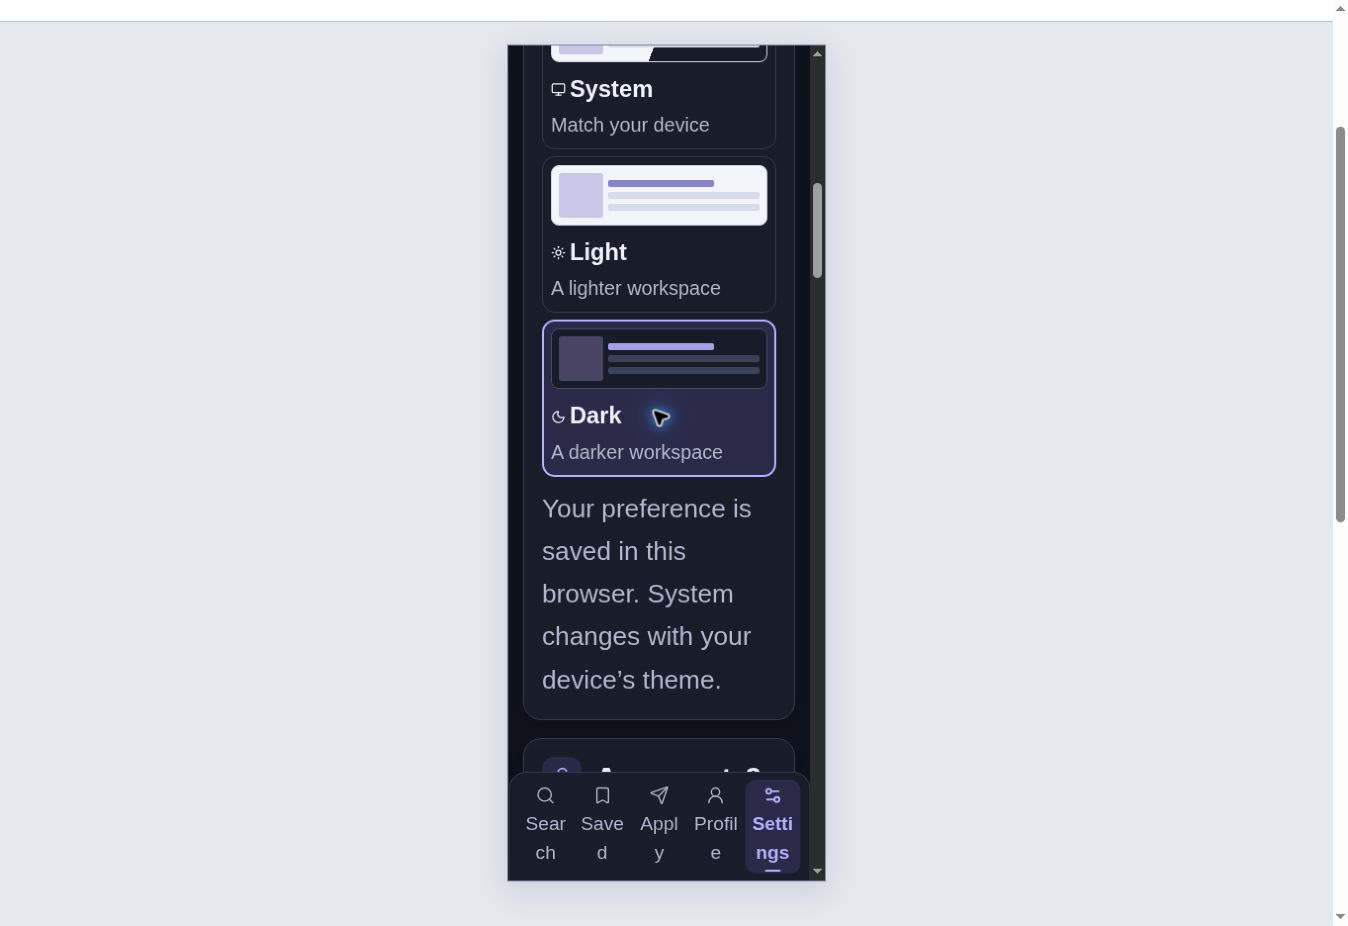 System
Match your device
Light
A lighter workspace
Dark
A darker workspace
Your preference is
saved in this
browser. System
changes with your
device’s theme.
Sear
ch
Save
d
Appl
y
Profil
e
Setti
ngs